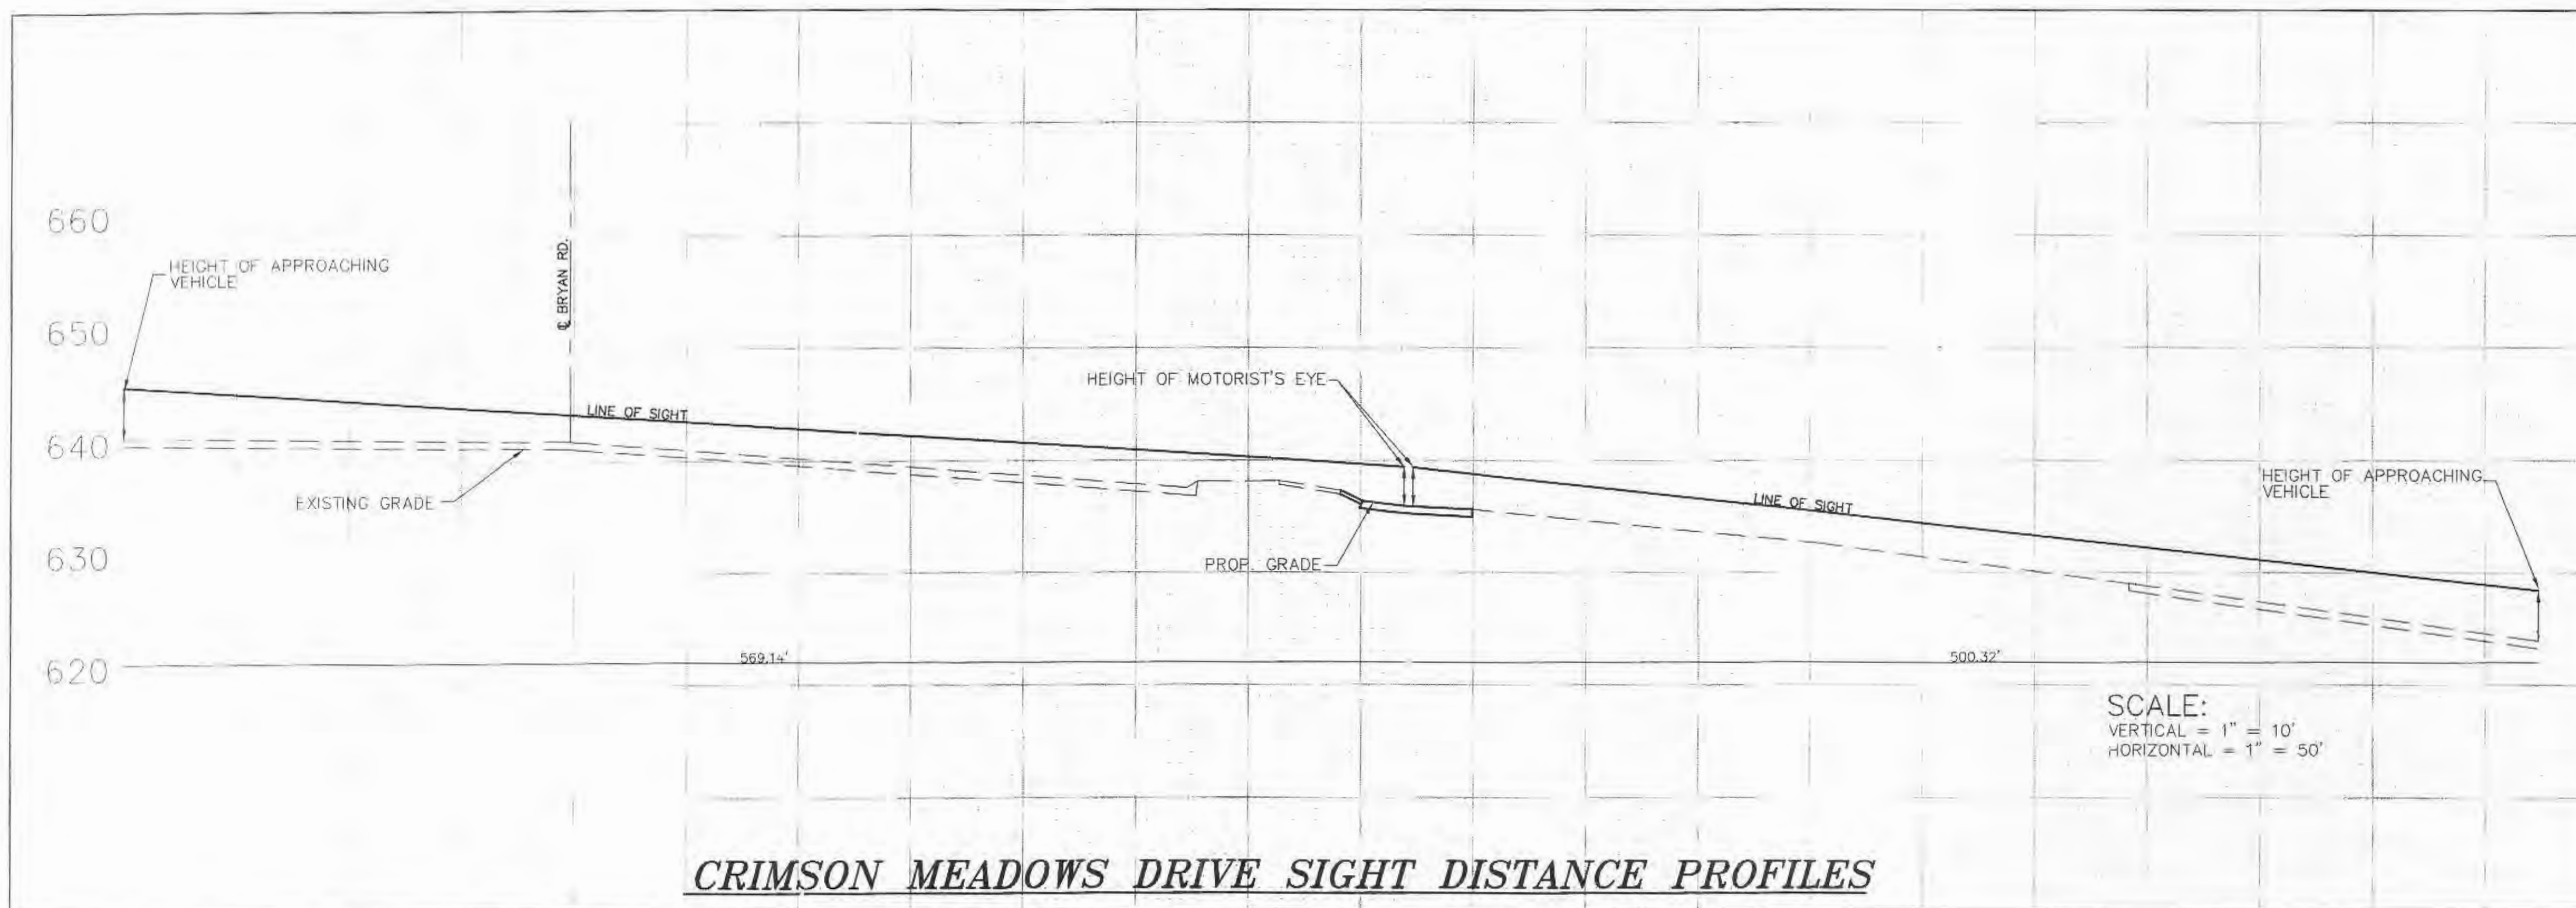 660
HEIGHT OF APPROACHING
VEHICLE
℄ BRYAN RD.
650
HEIGHT OF MOTORIST'S EYE
LINE OF SIGHT
640
EXISTING GRADE
LINE OF SIGHT
HEIGHT OF APPROACHING
VEHICLE
630
PROP. GRADE
620
569.14'
500.32'
SCALE:
VERTICAL = 1" = 10'
HORIZONTAL = 1" = 50'
CRIMSON MEADOWS DRIVE SIGHT DISTANCE PROFILES